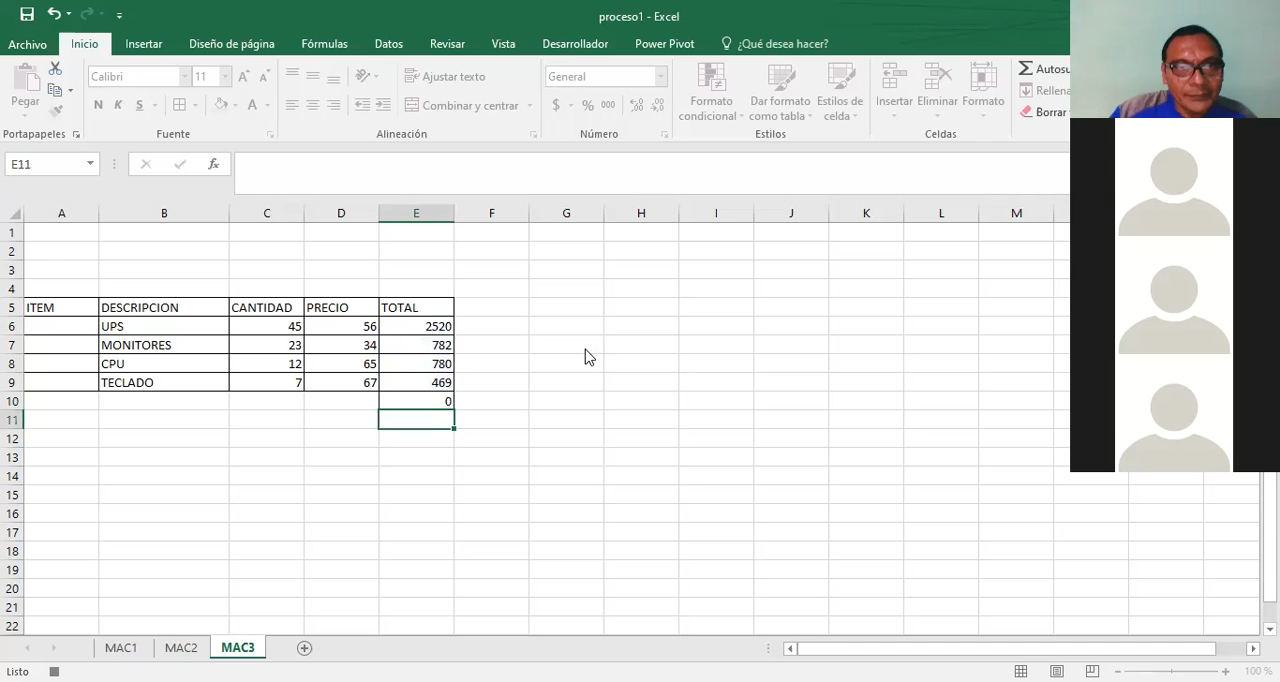 proceso1 - Excel
Archivo Inicio Insertar Diseño de página Fórmulas Datos Revisar Vista Desarrollador Power Pivot ¿Qué desea hacer?
Pegar
Calibri 11
N K S
Ajustar texto
Combinar y centrar
General
$ % 000
Formato condicional
Dar formato como tabla
Estilos de celda
Insertar Eliminar Formato
Autosu
Rellena
Borrar
Portapapeles Fuente Alineación Número Estilos Celdas
E11 fx
A B C D E F G H I J K L M
1
2
3
4
5 ITEM DESCRIPCION CANTIDAD PRECIO TOTAL
6 UPS 45 56 2520
7 MONITORES 23 34 782
8 CPU 12 65 780
9 TECLADO 7 67 469
10 0
11
12
13
14
15
16
17
18
19
20
21
22
MAC1 MAC2 MAC3
Listo 100 %